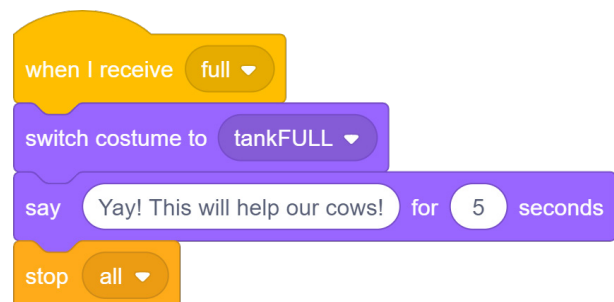 when I receive full
switch costume to tankFULL
say Yay! This will help our cows! for 5 seconds
stop all